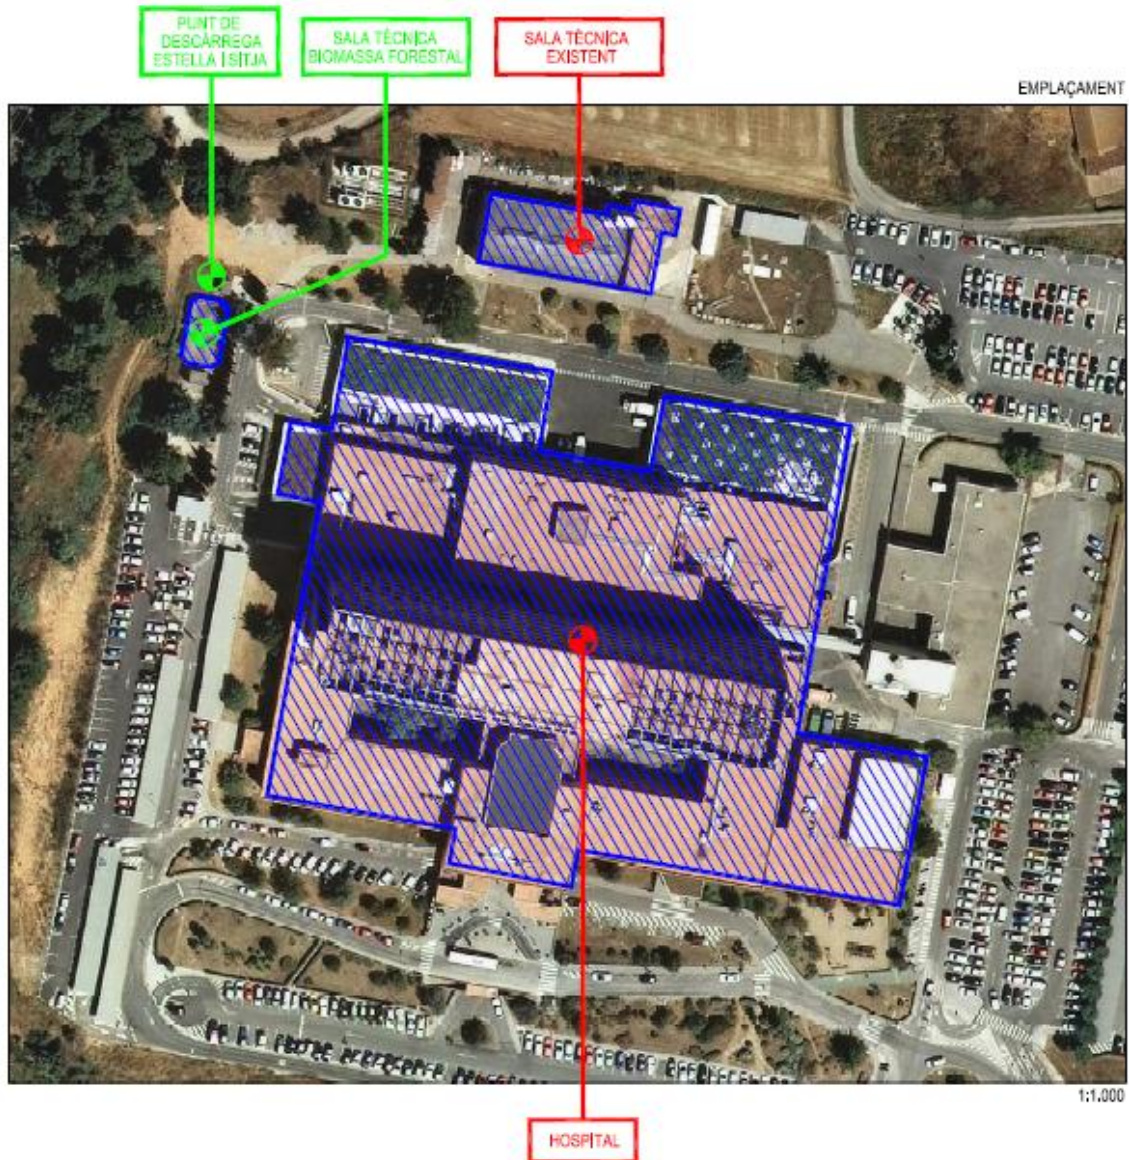 PUNT DE
DESCÀRREGA
ESTELLA I SITJA
SALA TÈCNICA
BIOMASSA FORESTAL
SALA TÈCNICA
EXISTENT
EMPLAÇAMENT
1:1.000
HOSPITAL